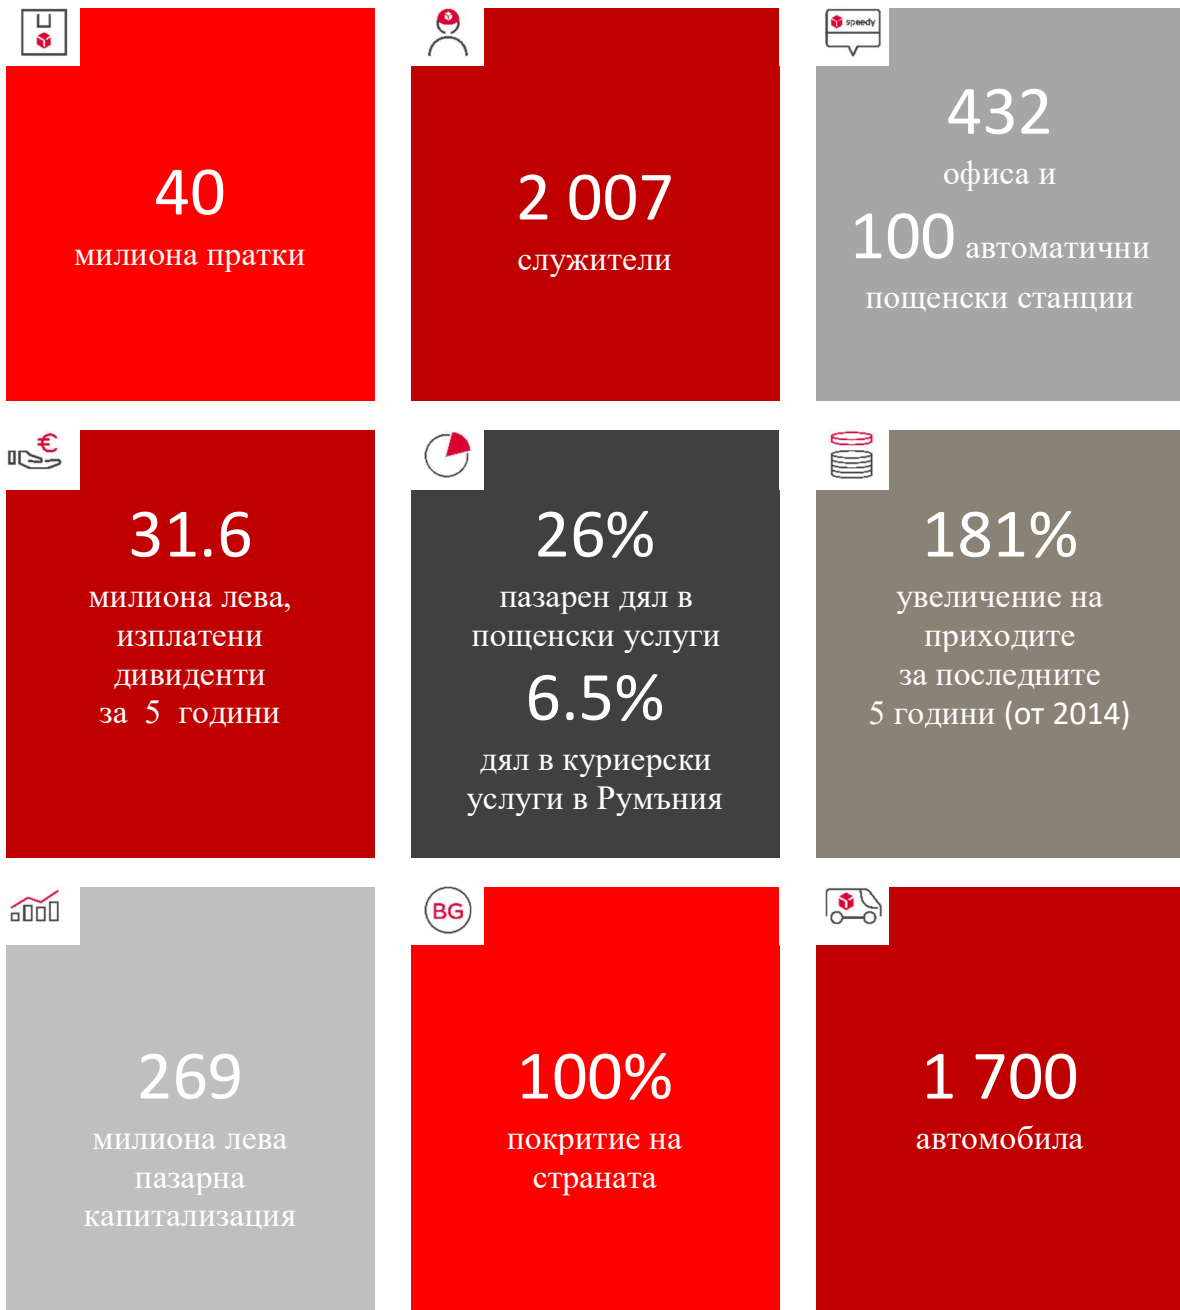 40
милиона пратки
2 007
служители
speedy
432
офиса и
100 автоматични
пощенски станции
€
31.6
милиона лева,
изплатени
дивиденти
за 5 години
26%
пазарен дял в
пощенски услуги
6.5%
дял в куриерски
услуги в Румъния
181%
увеличение на
приходите
за последните
5 години (от 2014)
269
милиона лева
пазарна
капитализация
BG
100%
покритие на
страната
1 700
автомобила